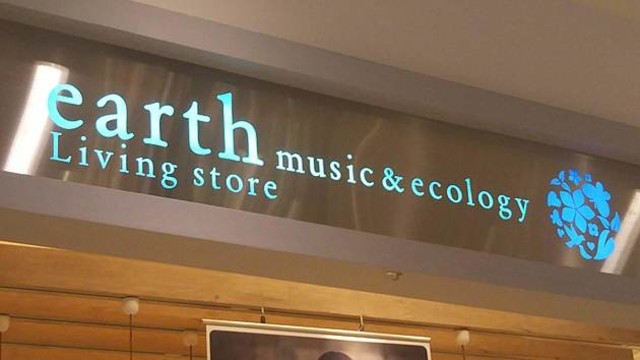 earth music & ecology
Living store